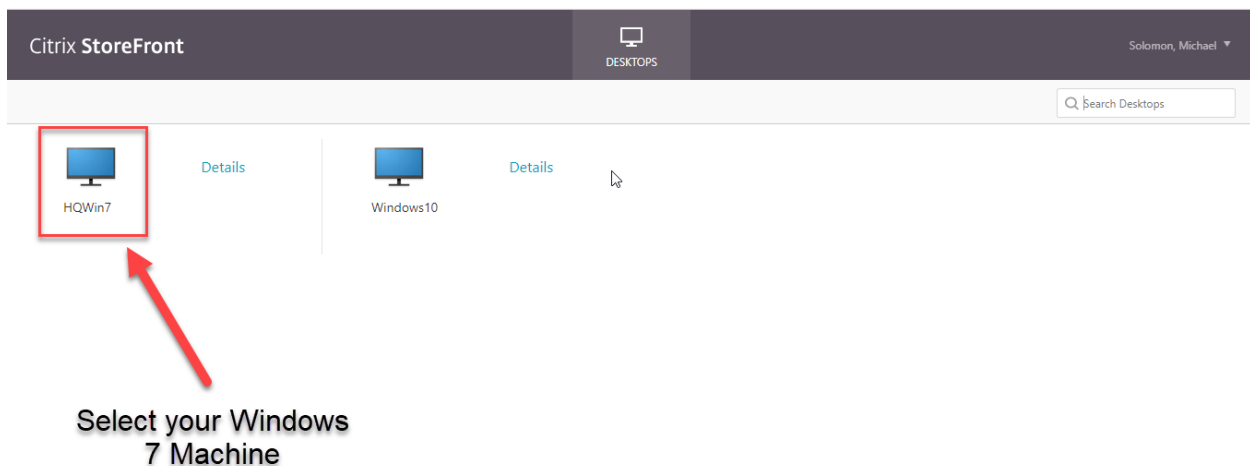 Citrix StoreFront
DESKTOPS
Solomon, Michael
Search Desktops
HQWin7
Details
Windows10
Details
Select your Windows
7 Machine